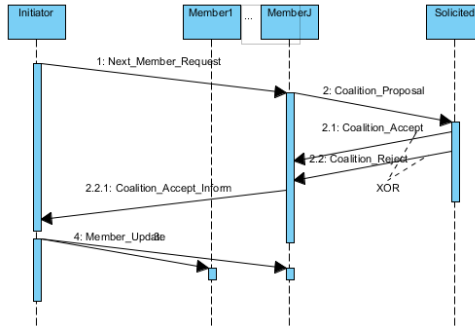 Initiator
Member1
...
MemberJ
Solicited
1: Next_Member_Request
2: Coalition_Proposal
2.1: Coalition_Accept
2.2: Coalition_Reject
XOR
2.2.1: Coalition_Accept_Inform
4: Member_Update